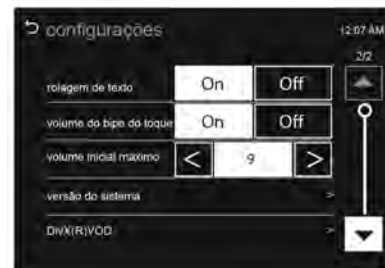 configurações
12:07 AM
2/2
rolagem de texto On Off
volume do bipe do toque On Off
volume inicial máximo < 9 >
versão do sistema >
DivX(R)VOD >